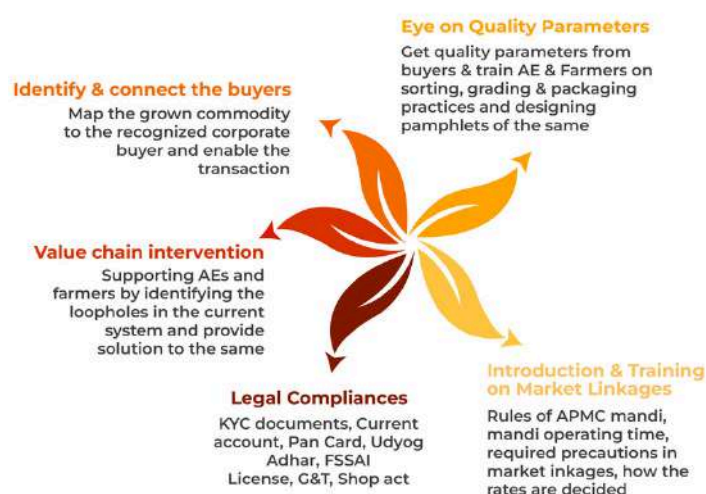 Eye on Quality Parameters
Get quality parameters from
buyers & train AE & Farmers on
sorting, grading & packaging
practices and designing
pamphlets of the same
Identify & connect the buyers
Map the grown commodity
to the recognized corporate
buyer and enable the
transaction
Value chain intervention
Supporting AEs and
farmers by identifying the
loopholes in the current
system and provide
solution to the same
Legal Compliances
KYC documents, Current
account, Pan Card, Udyog
Adhar, FSSAI
License, G&T, Shop act
Introduction & Training
on Market Linkages
Rules of APMC mandi,
mandi operating time,
required precautions in
market inkages, how the
rates are decided